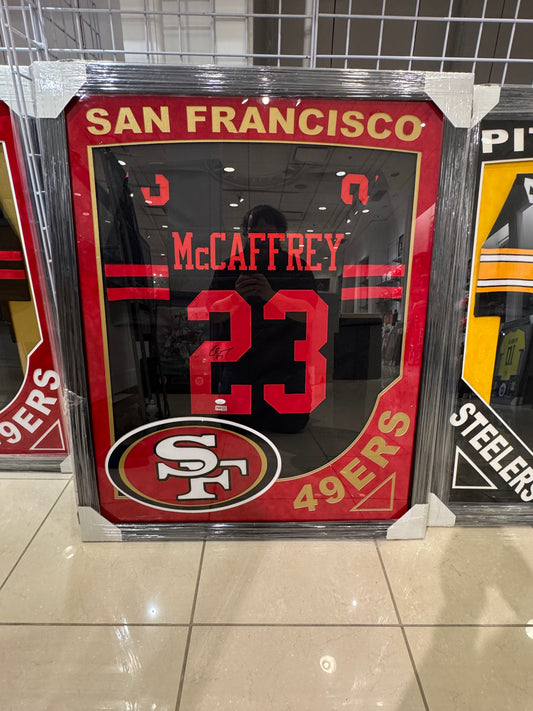 SAN FRANCISCO
McCAFFREY
23
SF
49ERS
49ERS
PIT
STEELERS